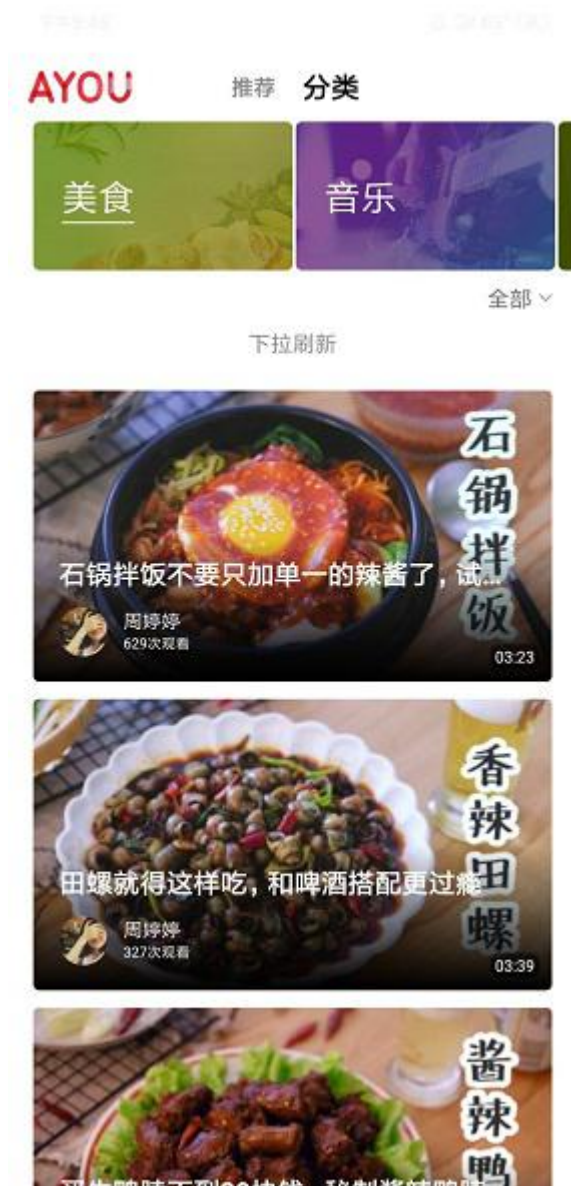 AYOU
推荐 分类
美食
音乐
全部
下拉刷新
石锅拌饭
石锅拌饭不要只加单一的辣酱了，试...
周婷婷
629次观看
03:23
香辣田螺
田螺就得这样吃，和啤酒搭配更过瘾
周婷婷
327次观看
03:39
酱辣鸭